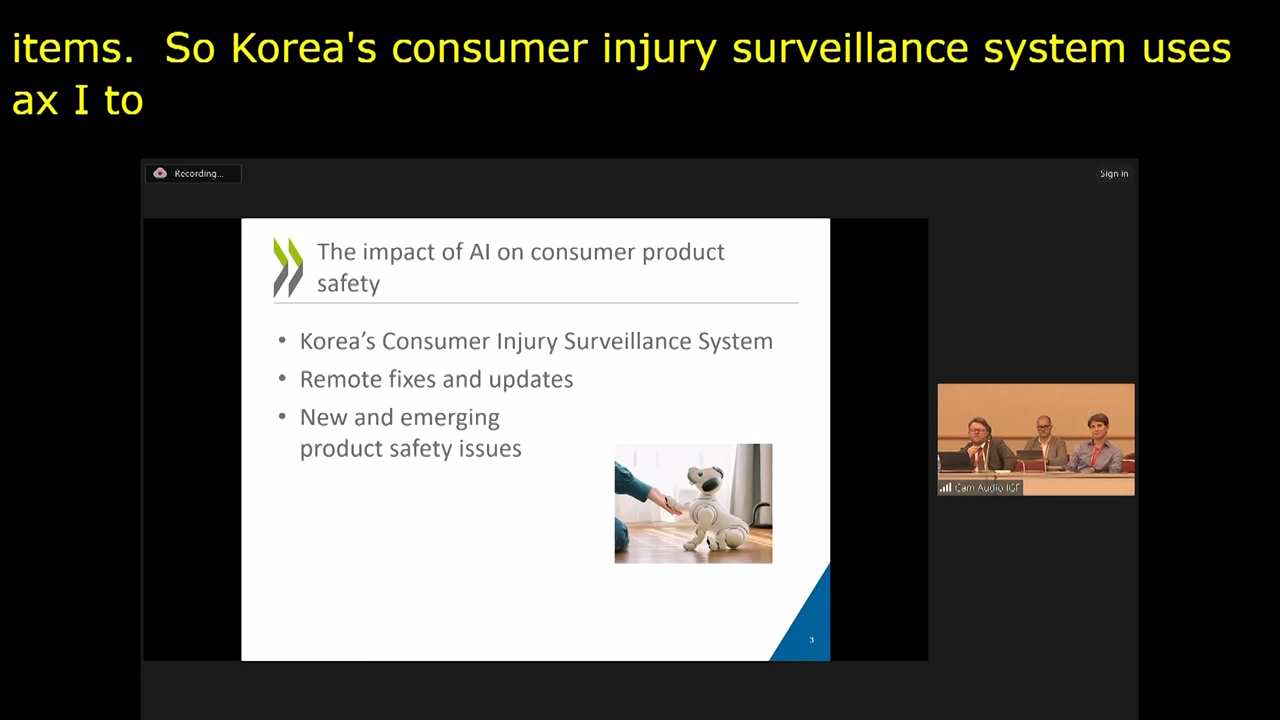 items.  So Korea's consumer injury surveillance system uses
ax I to
Recording...
Sign in
The impact of AI on consumer product
safety
• Korea’s Consumer Injury Surveillance System
• Remote fixes and updates
• New and emerging
product safety issues
Cam Audio IGF
3